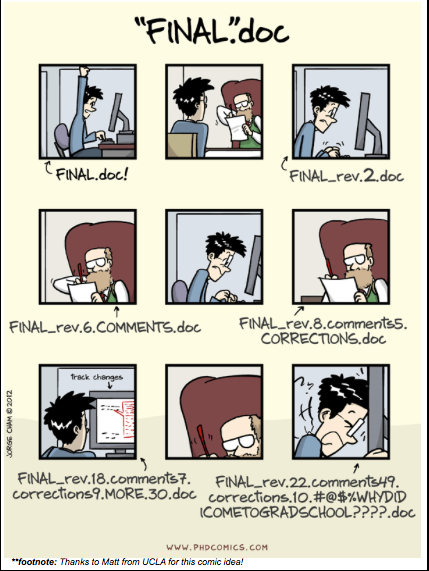 "FINAL".doc
FINAL.doc!
FINAL_rev.2.doc
FINAL_rev.6.COMMENTS.doc
FINAL_rev.8.comments5.
CORRECTIONS.doc
track changes
FINAL_rev.18.comments7.
corrections9.MORE.30.doc
FINAL_rev.22.comments49.
corrections.10.#@$%WHYDID
ICOMETOGRADSCHOOL????.doc
JORGE CHAM © 2012
WWW.PHDCOMICS.COM
**footnote: Thanks to Matt from UCLA for this comic idea!